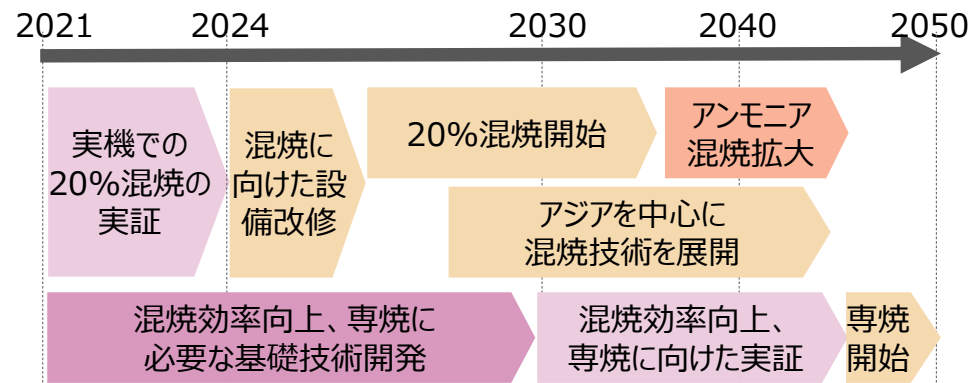 2021 2024 2030 2040 2050
実機での
20%混焼の
実証
混焼に
向けた設
備改修
20%混焼開始
アンモニア
混焼拡大
アジアを中心に
混焼技術を展開
混焼効率向上、専焼に
必要な基礎技術開発
混焼効率向上、
専焼に向けた実証
専焼
開始